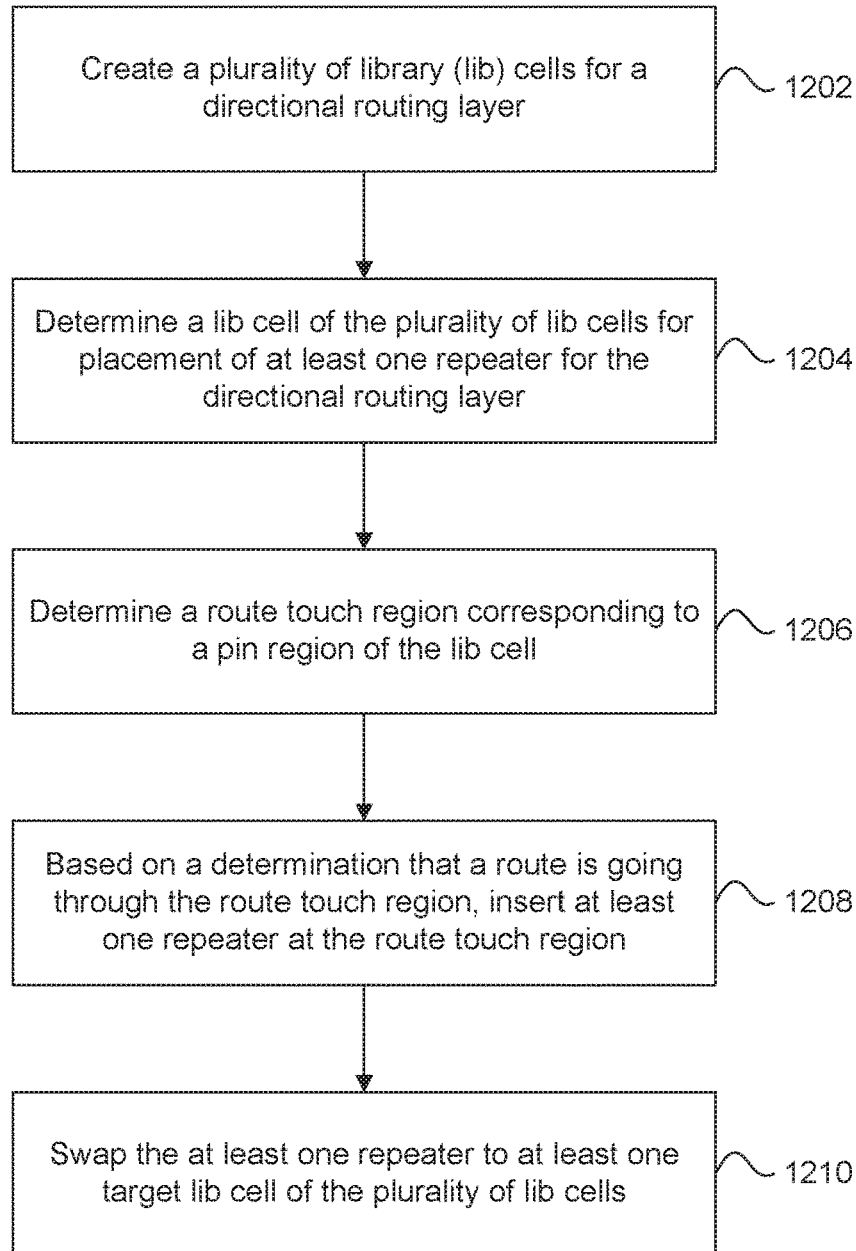 Create a plurality of library (lib) cells for a
directional routing layer
1202
Determine a lib cell of the plurality of lib cells for
placement of at least one repeater for the
directional routing layer
1204
Determine a route touch region corresponding to
a pin region of the lib cell
1206
Based on a determination that a route is going
through the route touch region, insert at least
one repeater at the route touch region
1208
Swap the at least one repeater to at least one
target lib cell of the plurality of lib cells
1210